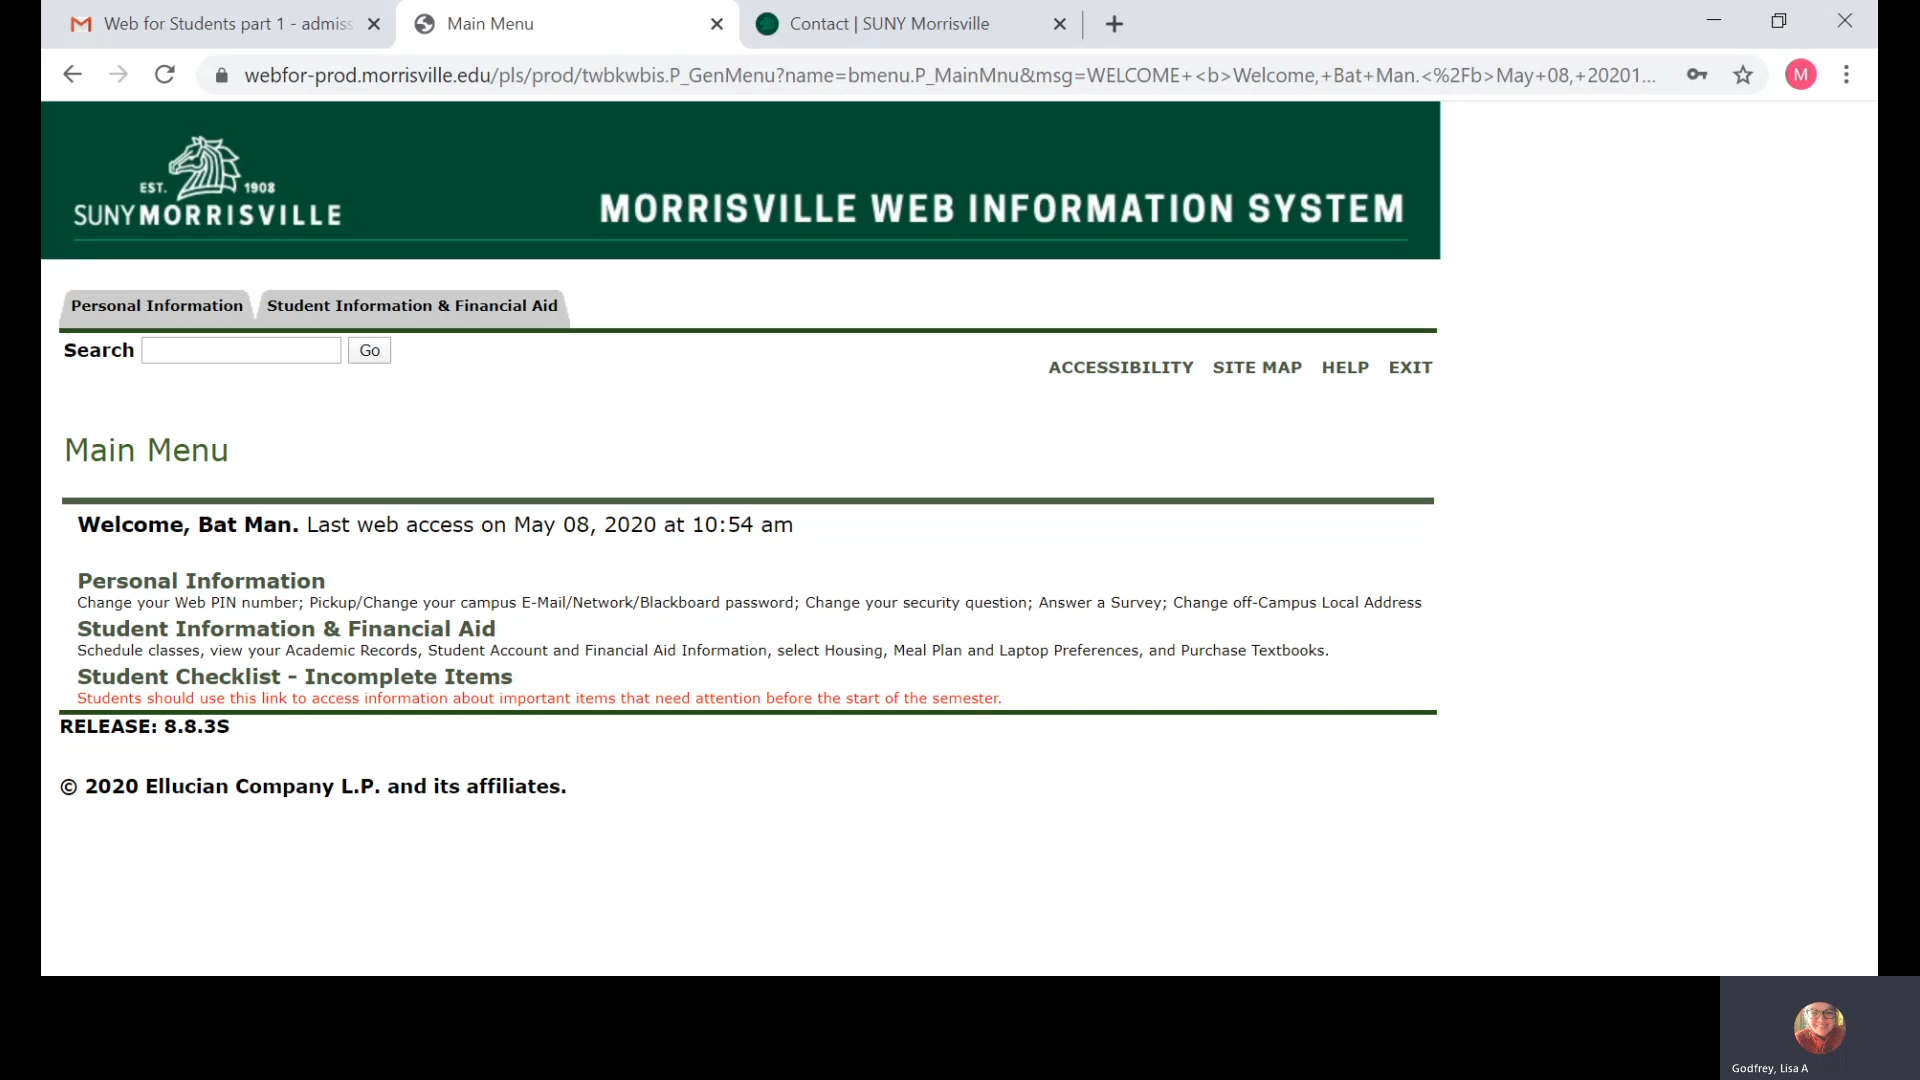 Web for Students part 1 - admiss
Main Menu
Contact | SUNY Morrisville
webfor-prod.morrisville.edu/pls/prod/twbkwbis.P_GenMenu?name=bmenu.P_MainMnu&msg=WELCOME+<b>Welcome,+Bat+Man.<%2Fb>May+08,+20201...
M
EST. 1908
SUNY MORRISVILLE
MORRISVILLE WEB INFORMATION SYSTEM
Personal Information
Student Information & Financial Aid
Search
Go
ACCESSIBILITY SITE MAP HELP EXIT
Main Menu
Welcome, Bat Man. Last web access on May 08, 2020 at 10:54 am
Personal Information
Change your Web PIN number; Pickup/Change your campus E-Mail/Network/Blackboard password; Change your security question; Answer a Survey; Change off-Campus Local Address
Student Information & Financial Aid
Schedule classes, view your Academic Records, Student Account and Financial Aid Information, select Housing, Meal Plan and Laptop Preferences, and Purchase Textbooks.
Student Checklist - Incomplete Items
Students should use this link to access information about important items that need attention before the start of the semester.
RELEASE: 8.8.3S
© 2020 Ellucian Company L.P. and its affiliates.
Godfrey, Lisa A